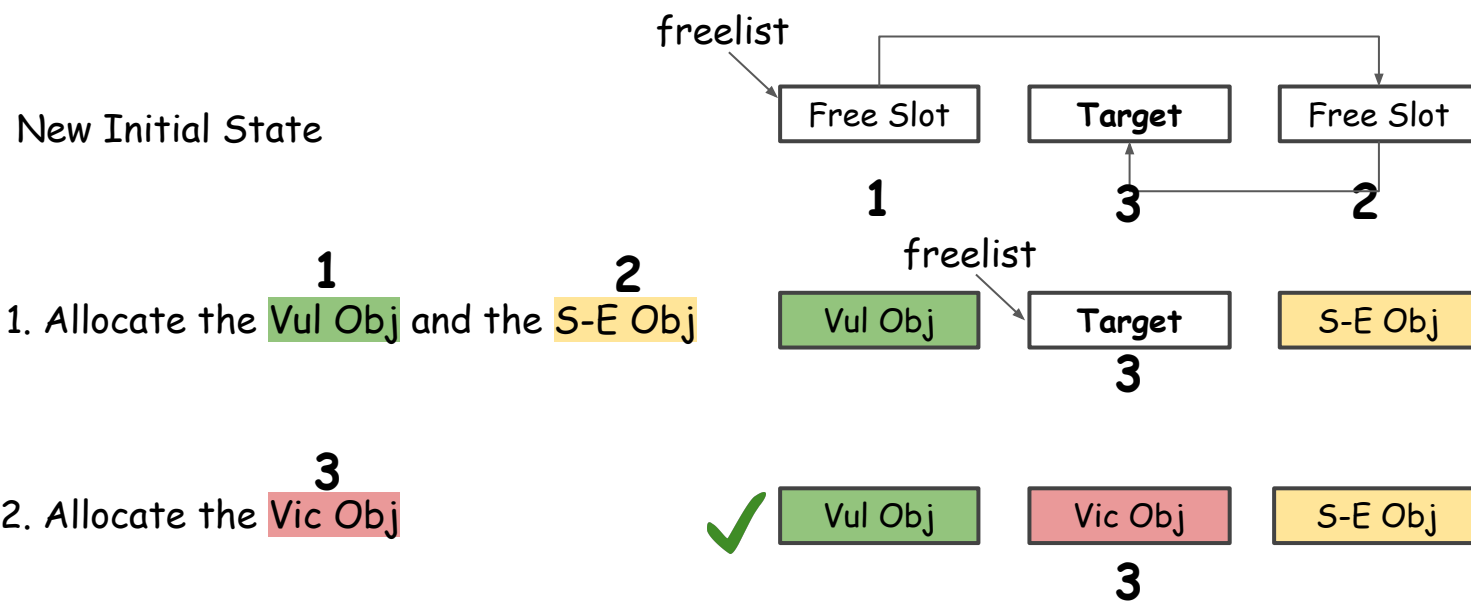 freelist
New Initial State
Free Slot
Target
Free Slot
1
3
2
freelist
1
2
1. Allocate the Vul Obj and the S-E Obj
Vul Obj
Target
S-E Obj
3
3
2. Allocate the Vic Obj
Vul Obj
Vic Obj
S-E Obj
3